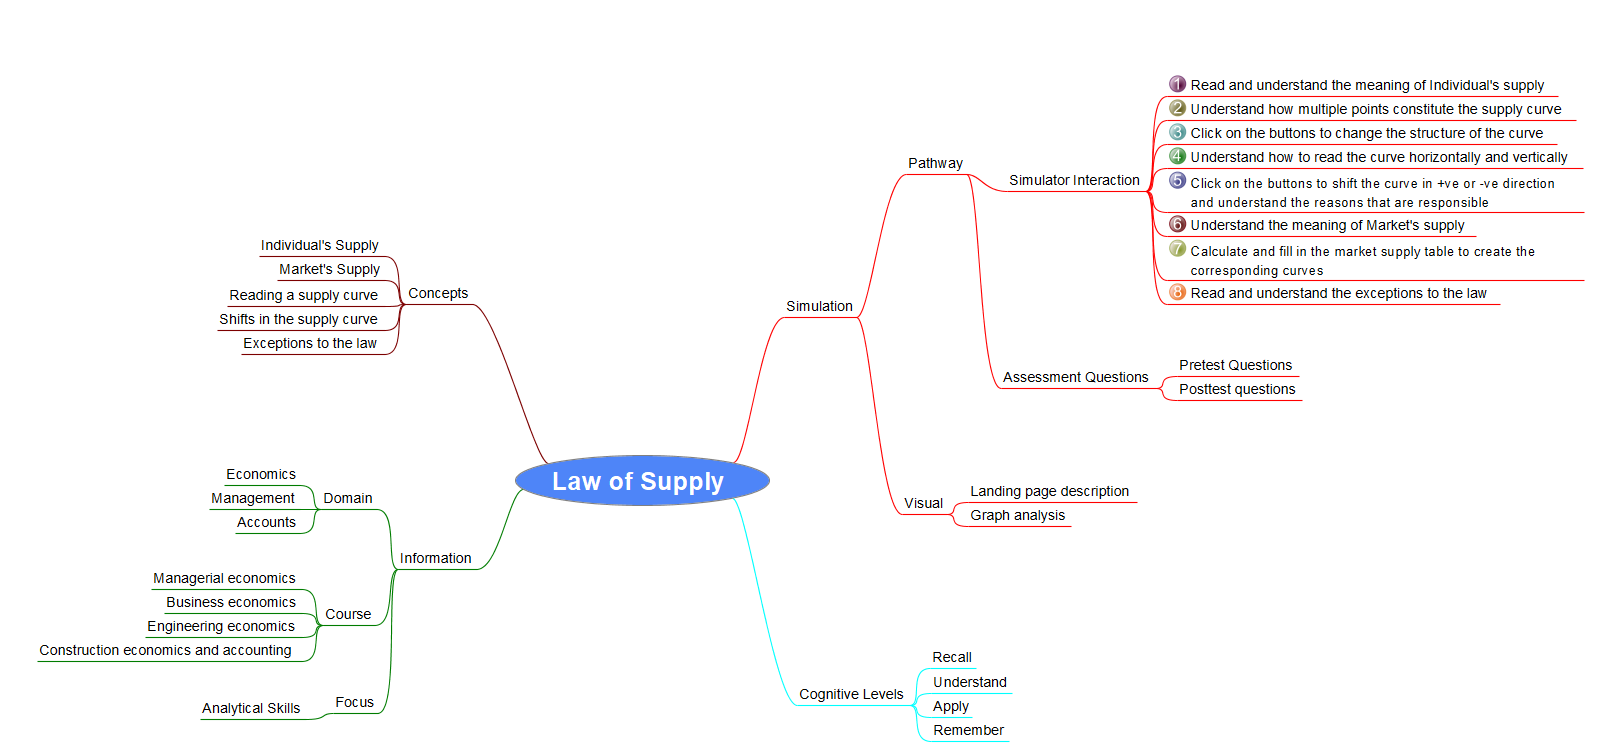 Law of Supply
Concepts
Individual's Supply
Market's Supply
Reading a supply curve
Shifts in the supply curve
Exceptions to the law
Information
Domain
Economics
Management
Accounts
Course
Managerial economics
Business economics
Engineering economics
Construction economics and accounting
Focus
Analytical Skills
Simulation
Pathway
Simulator Interaction
1 Read and understand the meaning of Individual's supply
2 Understand how multiple points constitute the supply curve
3 Click on the buttons to change the structure of the curve
4 Understand how to read the curve horizontally and vertically
5 Click on the buttons to shift the curve in +ve or -ve direction
and understand the reasons that are responsible
6 Understand the meaning of Market's supply
7 Calculate and fill in the market supply table to create the
corresponding curves
8 Read and understand the exceptions to the law
Assessment Questions
Pretest Questions
Posttest questions
Visual
Landing page description
Graph analysis
Cognitive Levels
Recall
Understand
Apply
Remember